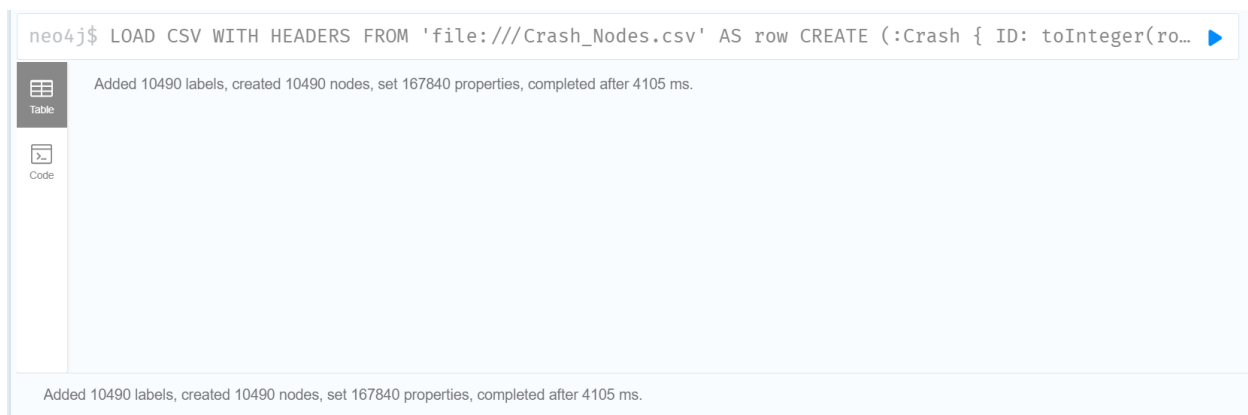 neo4j$ LOAD CSV WITH HEADERS FROM 'file:///Crash_Nodes.csv' AS row CREATE (:Crash { ID: toInteger(ro…
Added 10490 labels, created 10490 nodes, set 167840 properties, completed after 4105 ms.
Table
Code
Added 10490 labels, created 10490 nodes, set 167840 properties, completed after 4105 ms.